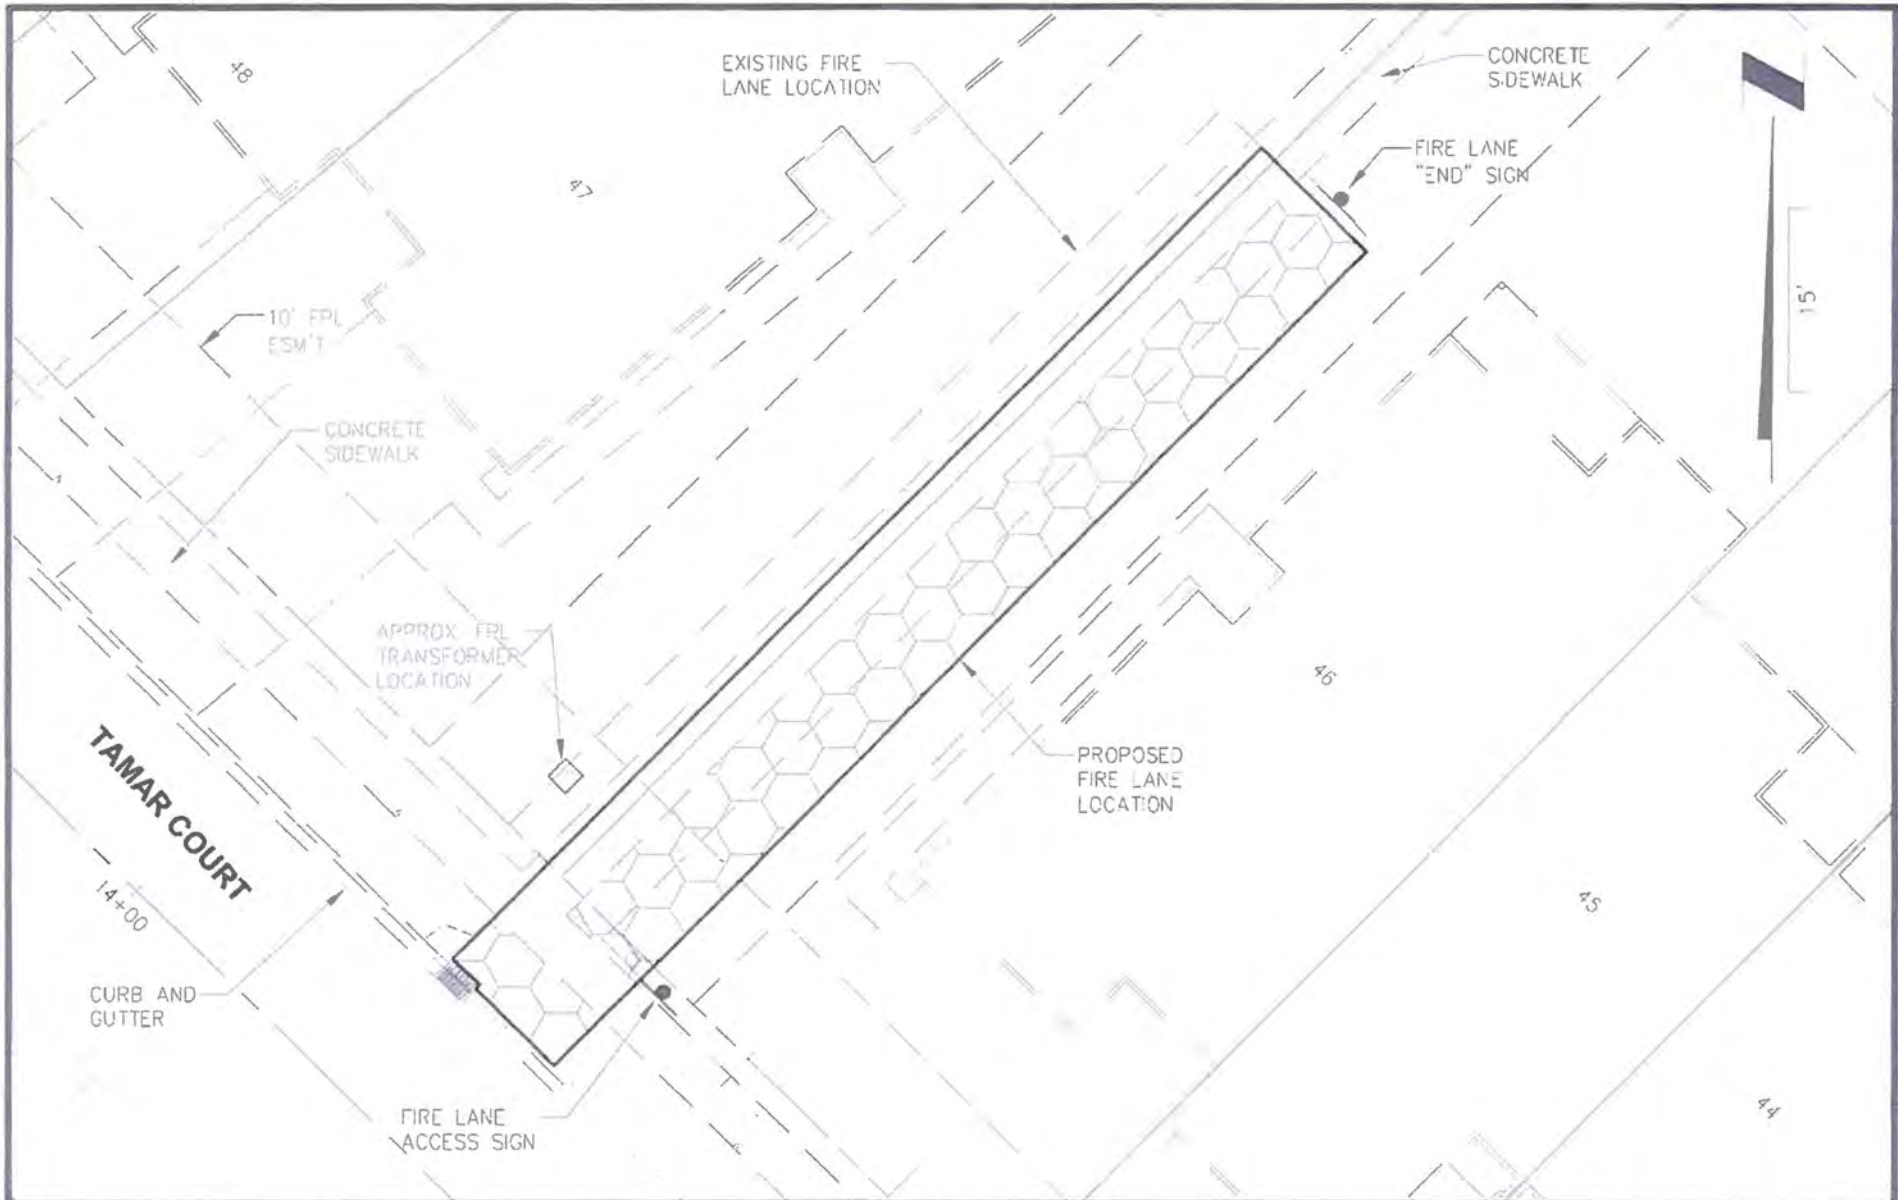 48
EXISTING FIRE
LANE LOCATION
CONCRETE
SIDEWALK
47
FIRE LANE
"END" SIGN
15'
10' FPL
ESM'T
CONCRETE
SIDEWALK
APPROX FPL
TRANSFORMER
LOCATION
46
PROPOSED
FIRE LANE
LOCATION
TAMAR COURT
14+00
45
CURB AND
GUTTER
FIRE LANE
ACCESS SIGN
44